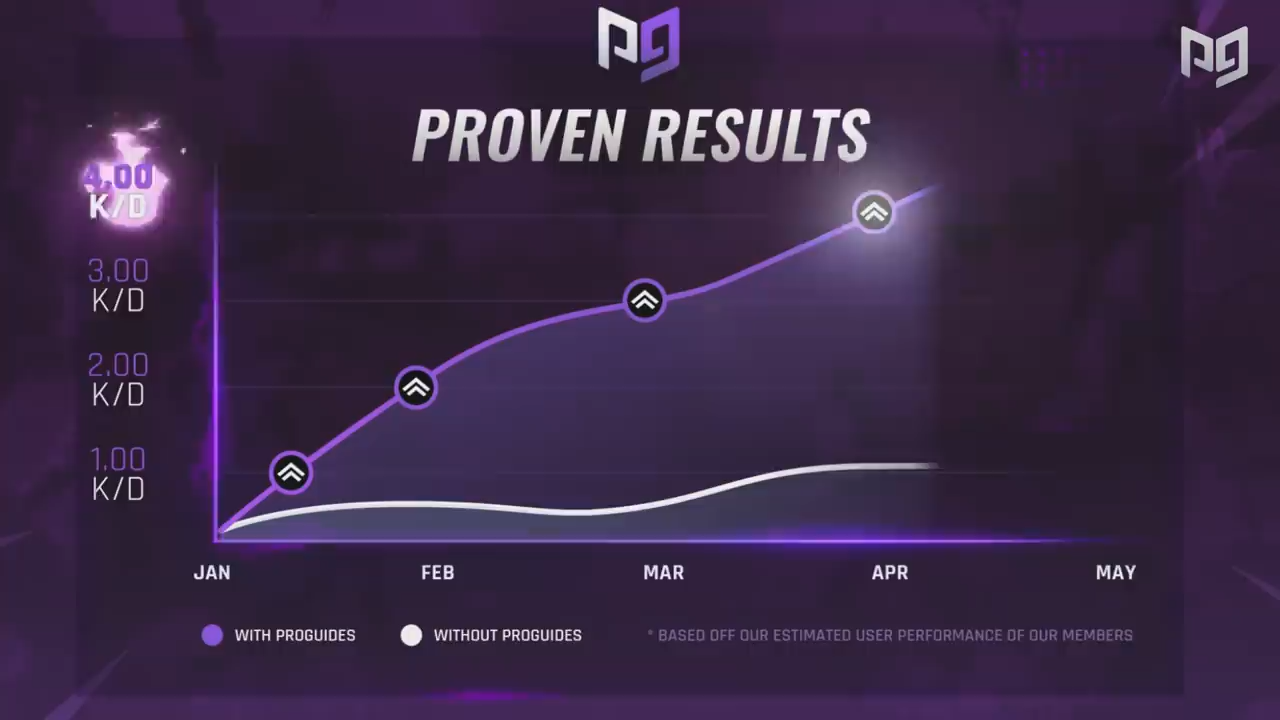 PG
PG
PROVEN RESULTS
4.00
K/D
3.00
K/D
2.00
K/D
1.00
K/D
JAN FEB MAR APR MAY
WITH PROGUIDES WITHOUT PROGUIDES * BASED OFF OUR ESTIMATED USER PERFORMANCE OF OUR MEMBERS